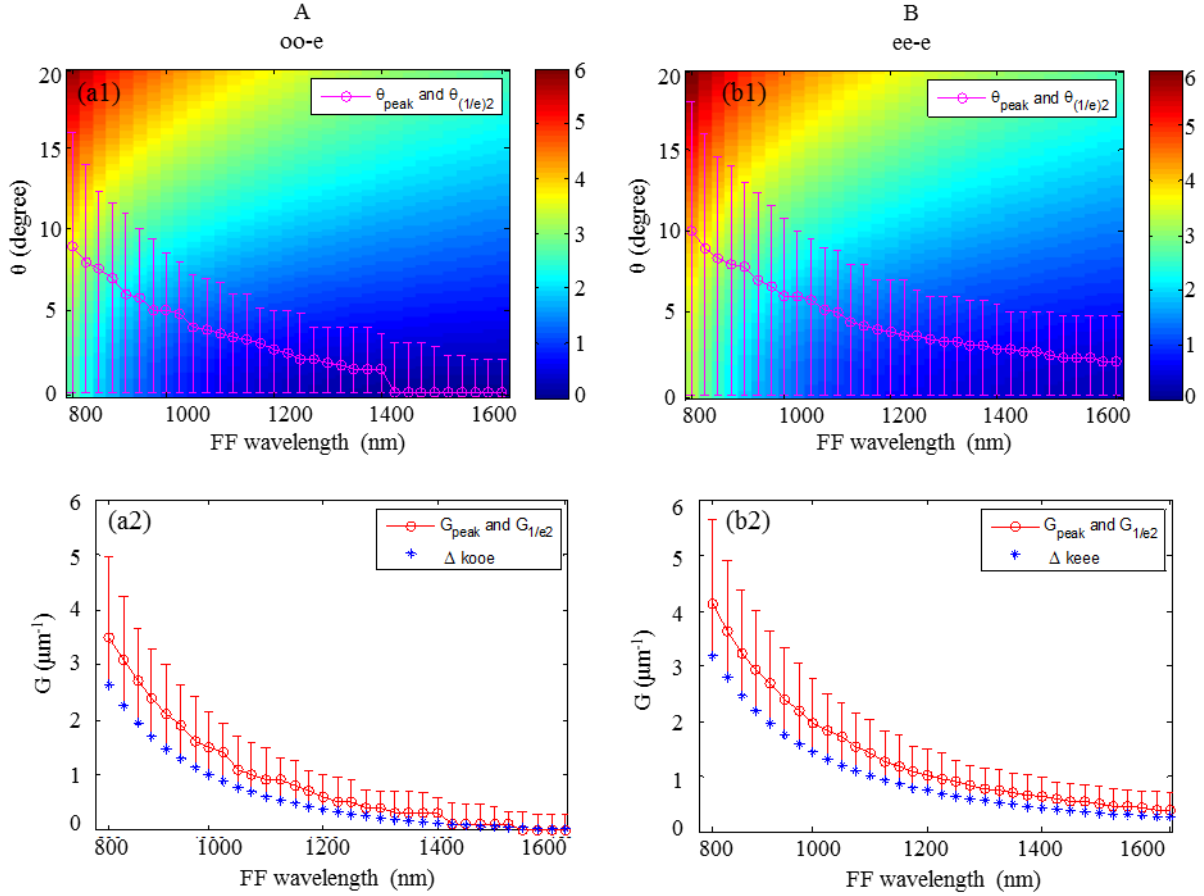 A
B
oo-e
ee-e
(a1)
θpeak and θ(1/e)2
20
15
10
5
0
θ (degree)
800 1000 1200 1400 1600
FF wavelength (nm)
6
5
4
3
2
1
0
(b1)
θpeak and θ(1/e)2
20
15
10
5
0
θ (degree)
800 1000 1200 1400 1600
FF wavelength (nm)
6
5
4
3
2
1
0
(a2)
Gpeak and G1/e2
Δ kooe
6
5
4
3
2
1
0
G (μm-1)
800 1000 1200 1400 1600
FF wavelength (nm)
(b2)
Gpeak and G1/e2
Δ keee
6
5
4
3
2
1
0
G (μm-1)
800 1000 1200 1400 1600
FF wavelength (nm)